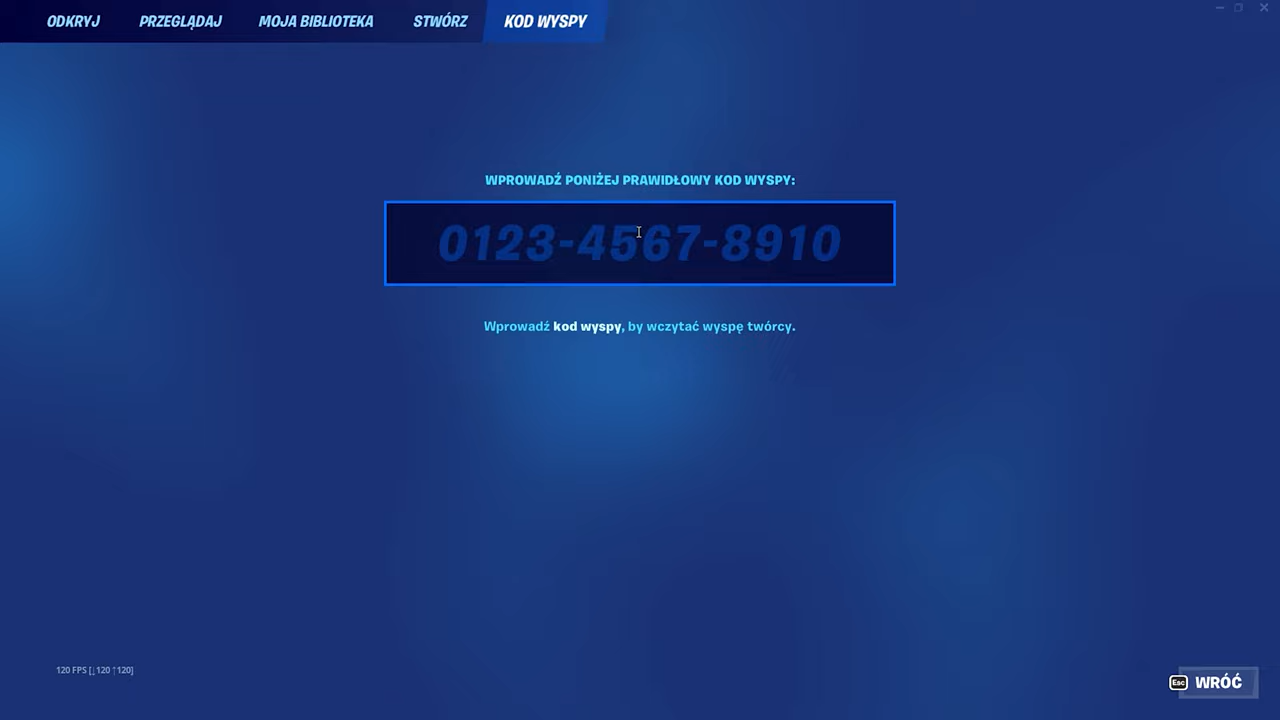 ODKRYJ PRZEGLĄDAJ MOJA BIBLIOTEKA STWÓRZ KOD WYSPY
WPROWADŹ PONIŻEJ PRAWIDŁOWY KOD WYSPY:
0123-4567-8910
Wprowadź kod wyspy, by wczytać wyspę twórcy.
120 FPS [↓120 ↑120]
Esc WRÓĆ